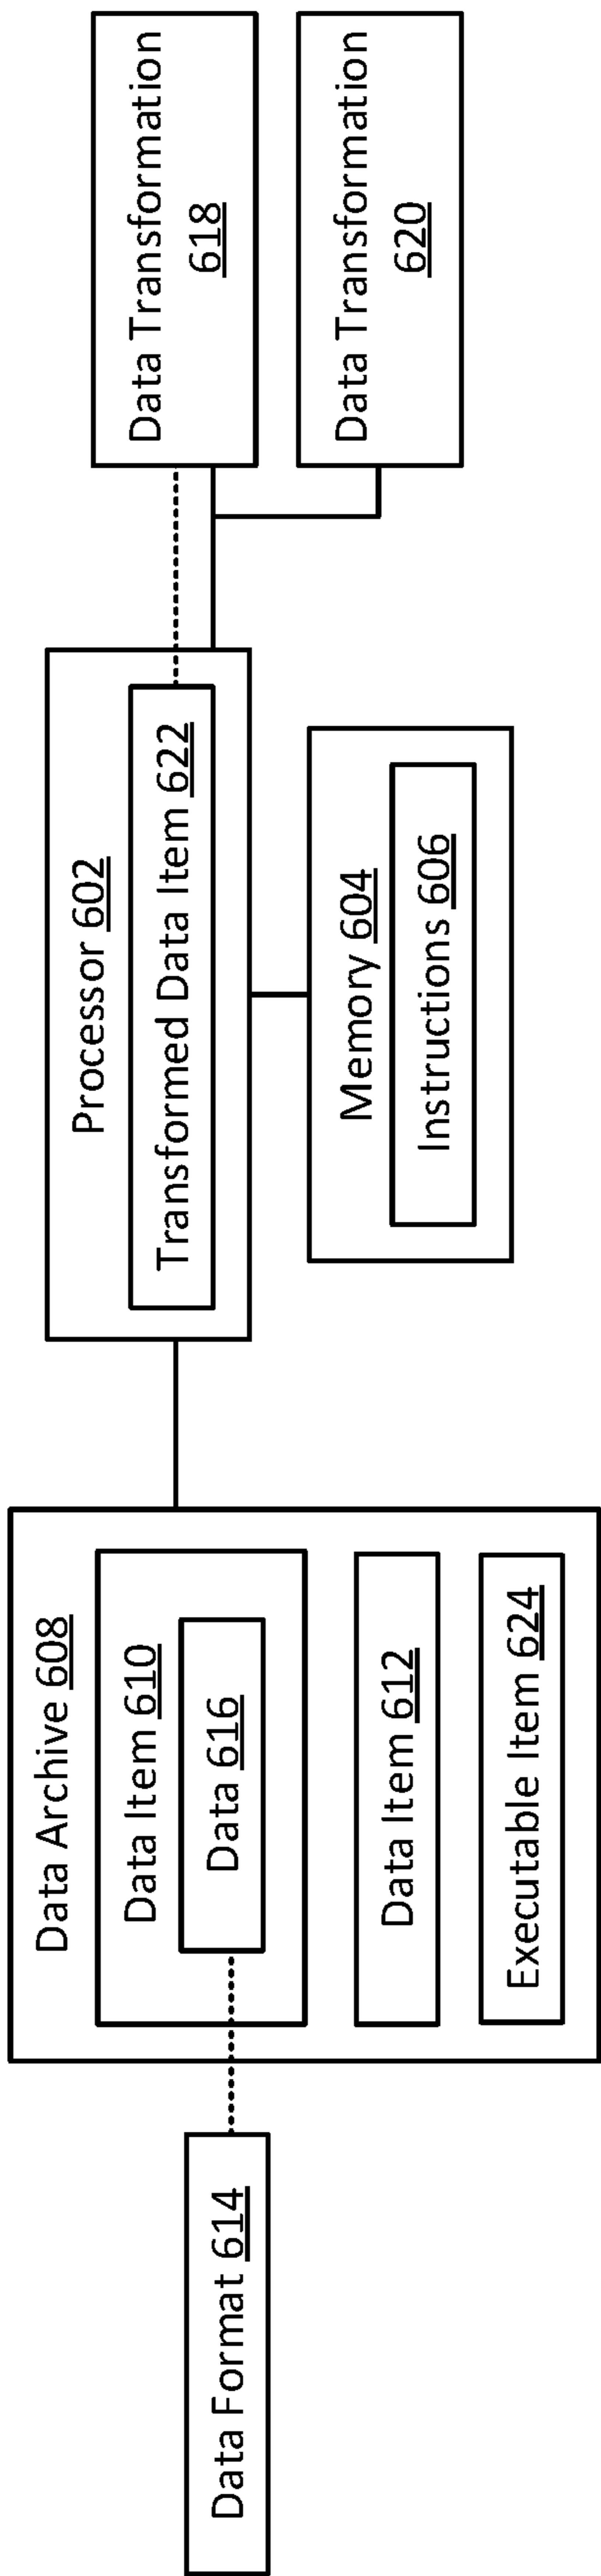 Data Format 614
Data Archive 608
Data Item 610
Data 616
Data Item 612
Executable Item 624
Processor 602
Transformed Data Item 622
Memory 604
Instructions 606
Data Transformation
618
Data Transformation
620